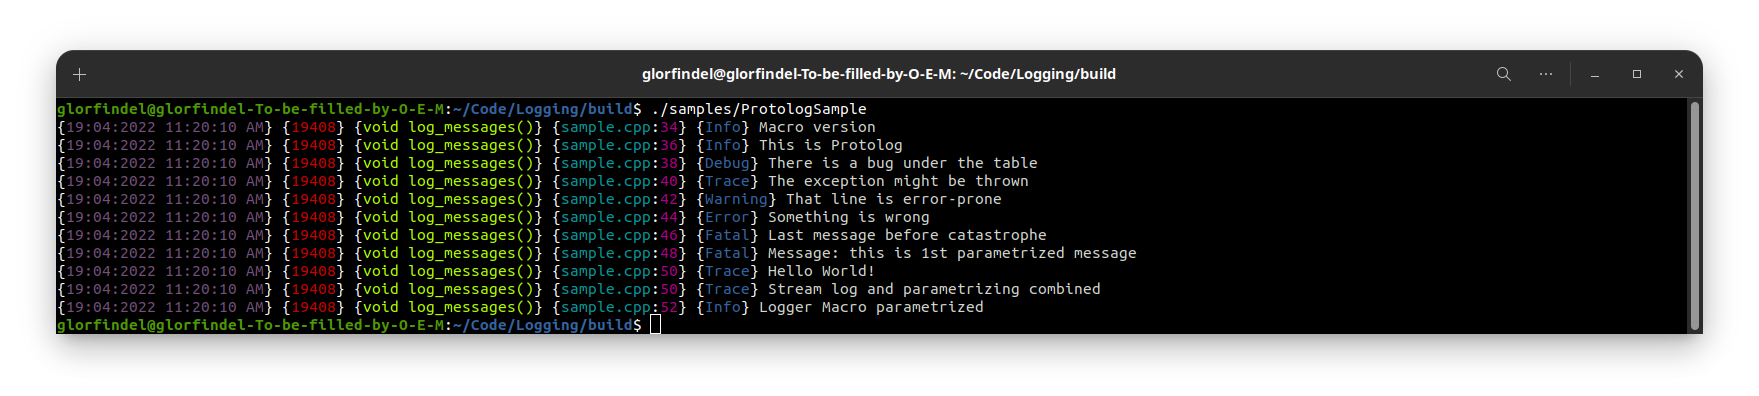 glorfindel@glorfindel-To-be-filled-by-O-E-M: ~/Code/Logging/build
glorfindel@glorfindel-To-be-filled-by-O-E-M:~/Code/Logging/build$ ./samples/ProtologSample
{19:04:2022 11:20:10 AM} {19408} {void log_messages()} {sample.cpp:34} {Info} Macro version
{19:04:2022 11:20:10 AM} {19408} {void log_messages()} {sample.cpp:36} {Info} This is Protolog
{19:04:2022 11:20:10 AM} {19408} {void log_messages()} {sample.cpp:38} {Debug} There is a bug under the table
{19:04:2022 11:20:10 AM} {19408} {void log_messages()} {sample.cpp:40} {Trace} The exception might be thrown
{19:04:2022 11:20:10 AM} {19408} {void log_messages()} {sample.cpp:42} {Warning} That line is error-prone
{19:04:2022 11:20:10 AM} {19408} {void log_messages()} {sample.cpp:44} {Error} Something is wrong
{19:04:2022 11:20:10 AM} {19408} {void log_messages()} {sample.cpp:46} {Fatal} Last message before catastrophe
{19:04:2022 11:20:10 AM} {19408} {void log_messages()} {sample.cpp:48} {Fatal} Message: this is 1st parametrized message
{19:04:2022 11:20:10 AM} {19408} {void log_messages()} {sample.cpp:50} {Trace} Hello World!
{19:04:2022 11:20:10 AM} {19408} {void log_messages()} {sample.cpp:50} {Trace} Stream log and parametrizing combined
{19:04:2022 11:20:10 AM} {19408} {void log_messages()} {sample.cpp:52} {Info} Logger Macro parametrized
glorfindel@glorfindel-To-be-filled-by-O-E-M:~/Code/Logging/build$